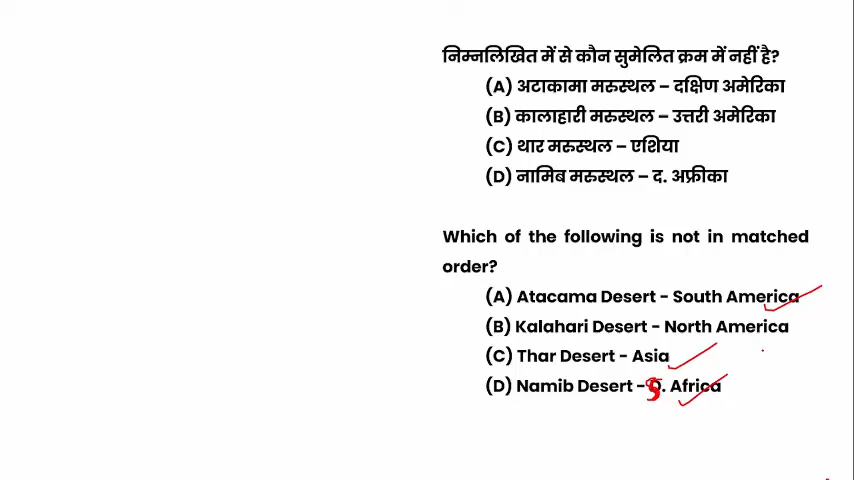 निम्नलिखित में से कौन सुमेलित क्रम में नहीं है?
(A) अटाकामा मरुस्थल – दक्षिण अमेरिका
(B) कालाहारी मरुस्थल – उत्तरी अमेरिका
(C) थार मरुस्थल – एशिया
(D) नामिब मरुस्थल – द. अफ्रीका
Which of the following is not in matched
order?
(A) Atacama Desert - South America
(B) Kalahari Desert - North America
(C) Thar Desert - Asia
(D) Namib Desert - S. Africa